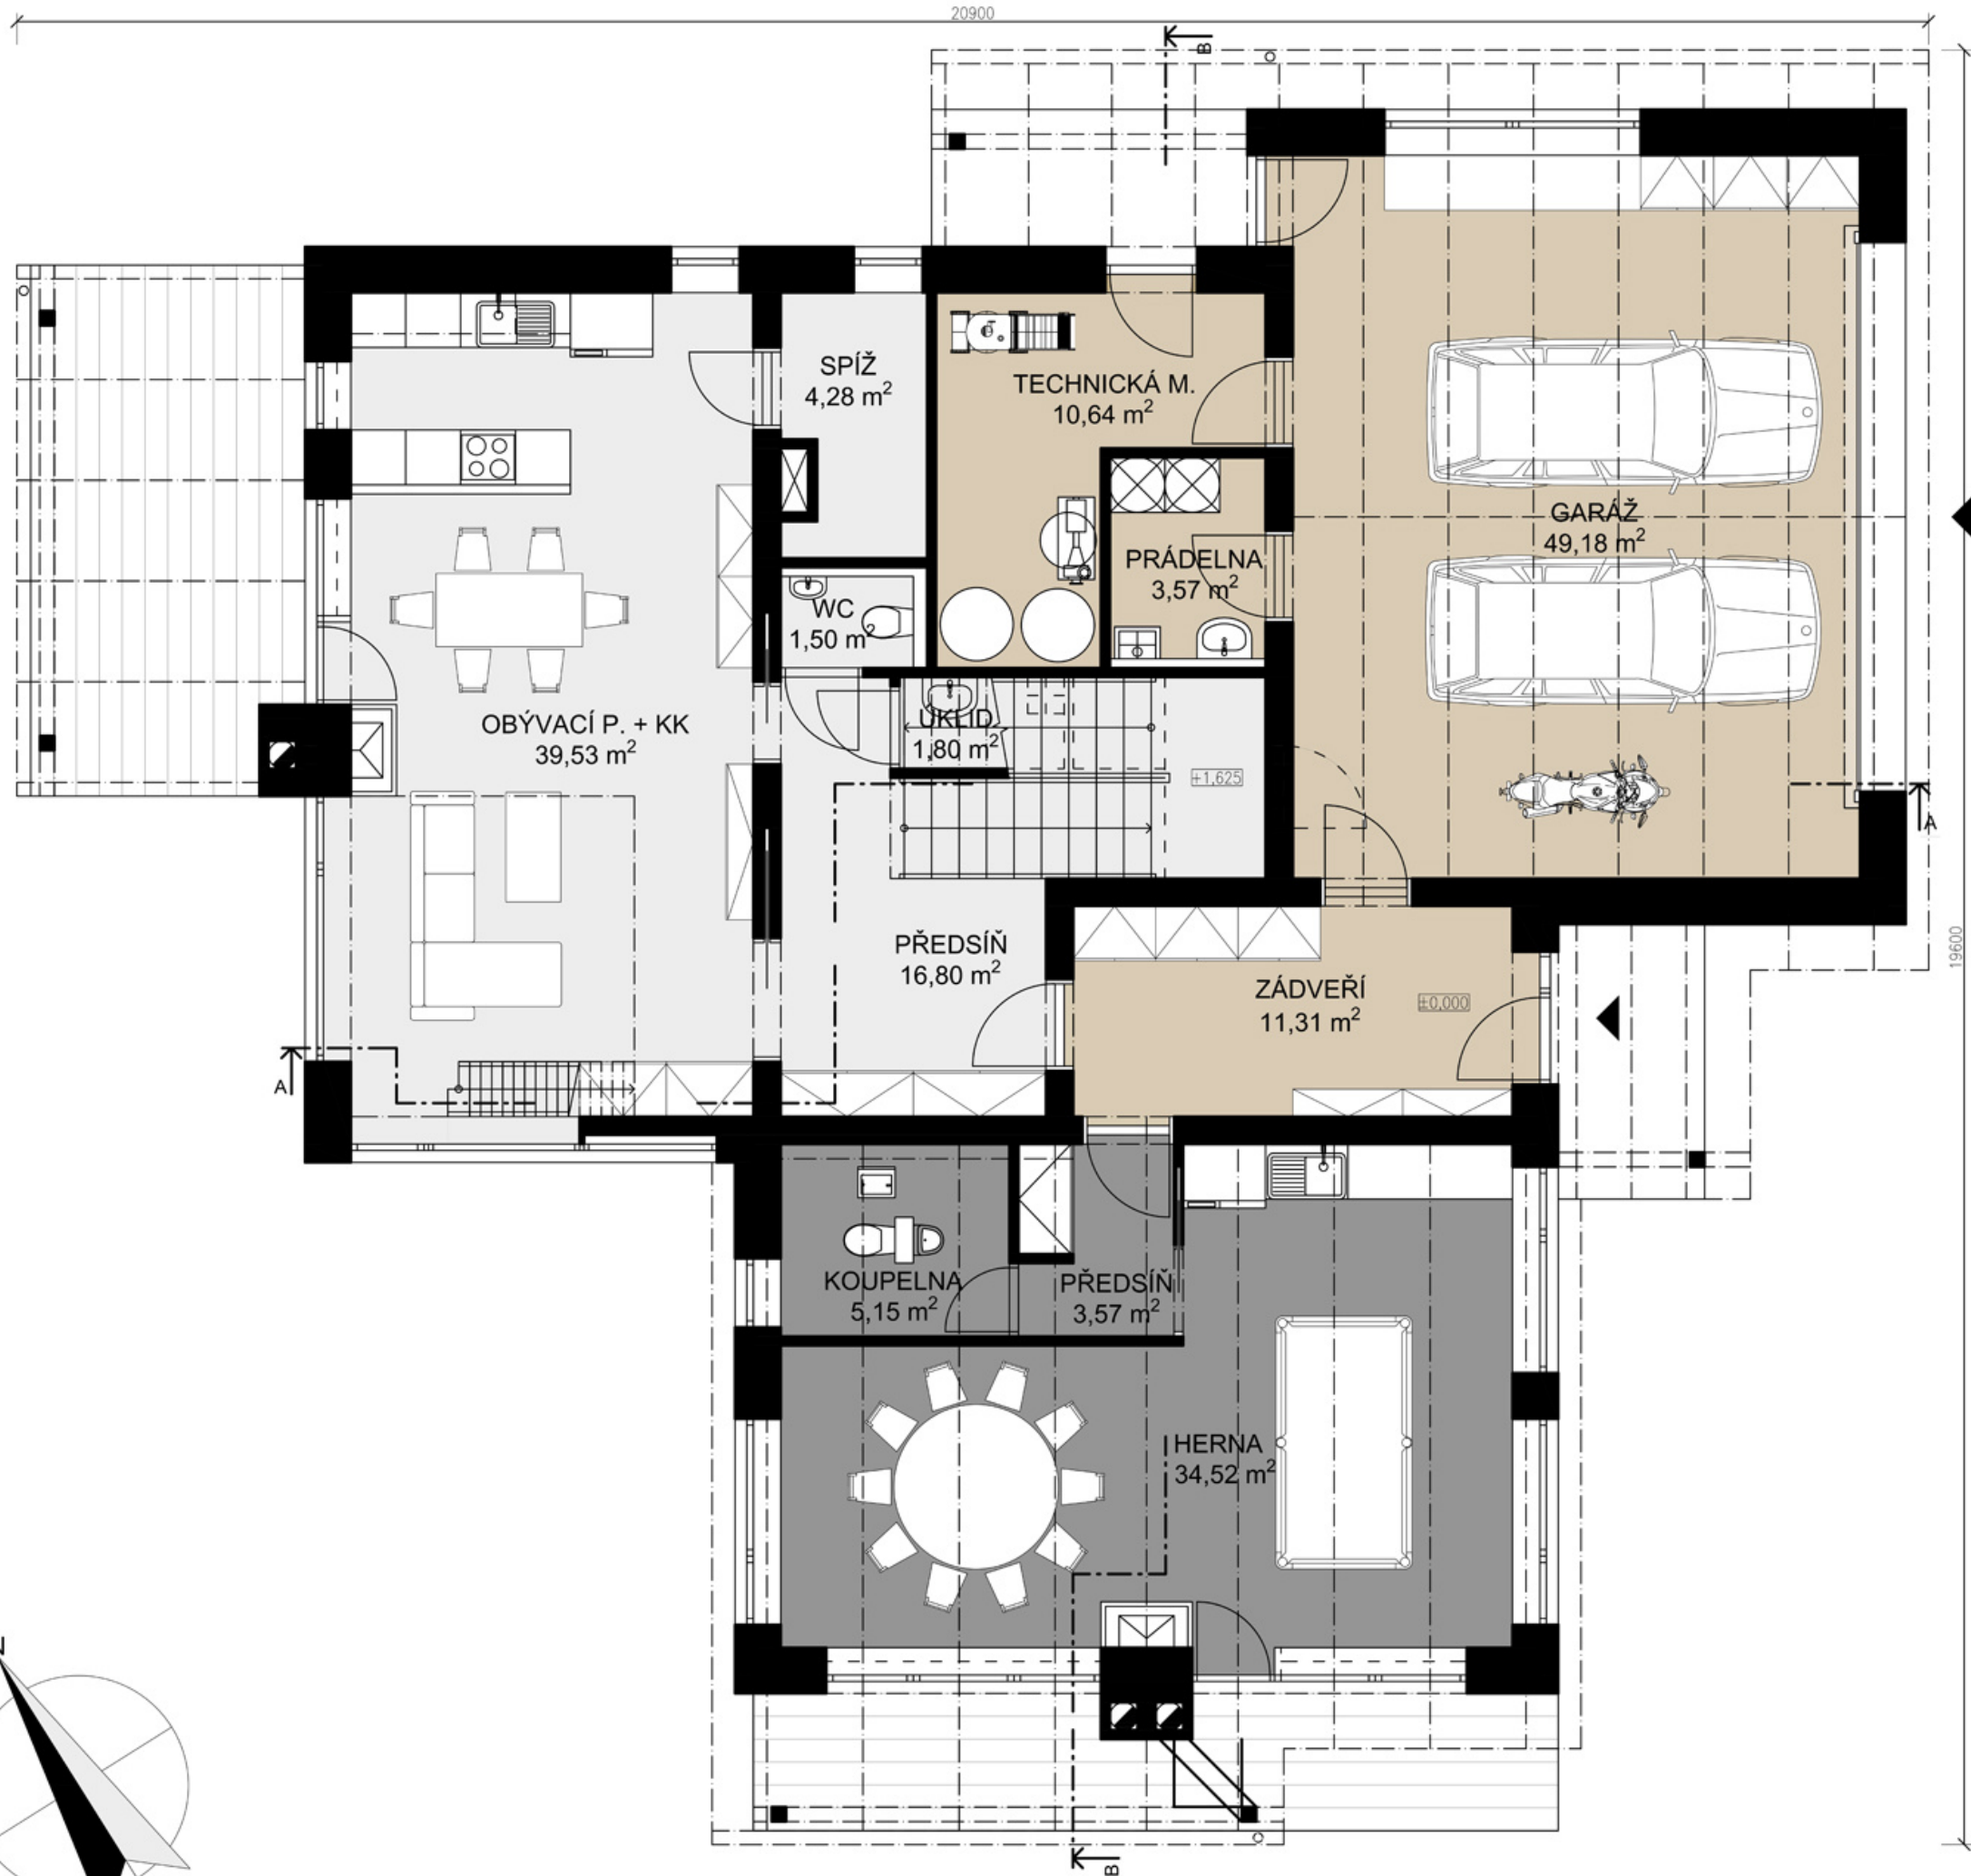 20900
B
SPÍŽ
4,28 m²
TECHNICKÁ M.
10,64 m²
GARÁŽ
49,18 m²
PRÁDELNA
3,57 m²
WC
1,50 m²
OBÝVACÍ P. + KK
39,53 m²
ÚKLID
1,80 m²
+1,625
A
PŘEDSÍŇ
16,80 m²
19600
ZÁDVEŘÍ
11,31 m²
±0,000
A
KOUPELNA
5,15 m²
PŘEDSÍŇ
3,57 m²
HERNA
34,52 m²
N
B